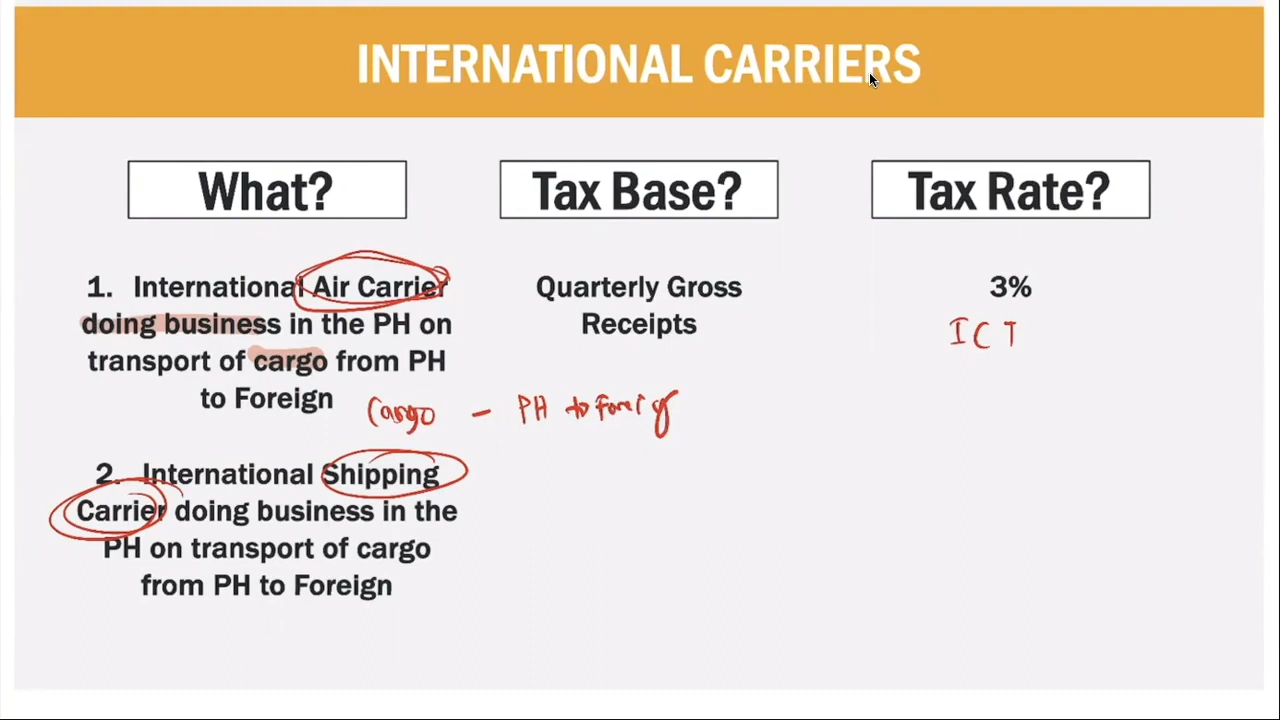 INTERNATIONAL CARRIERS
What?
Tax Base?
Tax Rate?
1. International Air Carrier
doing business in the PH on
transport of cargo from PH
to Foreign
Quarterly Gross
Receipts
3%
ICT
Cargo - PH to Foreig
2. International Shipping
Carrier doing business in the
PH on transport of cargo
from PH to Foreign